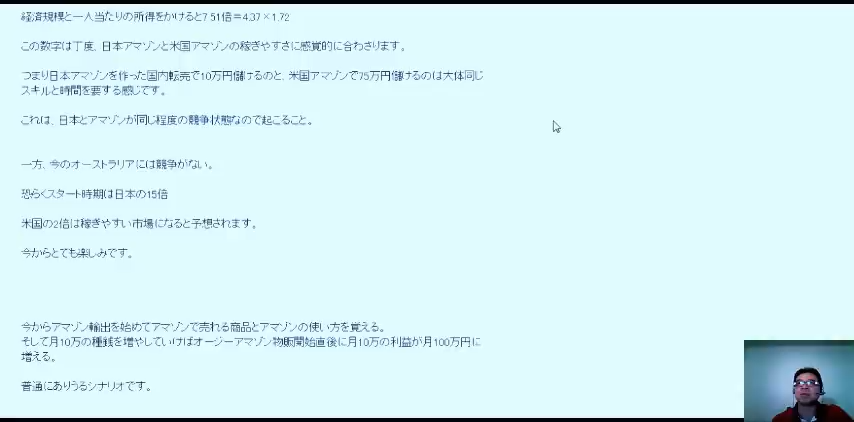 経済規模と一人当たりの所得をかけると7.51倍＝4.37×1.72
この数字は丁度、日本アマゾンと米国アマゾンの稼ぎやすさに感覚的に合わさります。
つまり日本アマゾンを作った国内転売で10万円儲けるのと、米国アマゾンで75万円儲けるのは大体同じ
スキルと時間を要する感じです。
これは、日本とアマゾンが同じ程度の競争状態なので起こること。
一方、今のオーストラリアには競争がない。
恐らくスタート時期は日本の15倍
米国の2倍は稼ぎやすい市場になると予想されます。
今からとても楽しみです。
今からアマゾン輸出を始めてアマゾンで売れる商品とアマゾンの使い方を覚える。
そして月10万の種銭を増やしていけばオージーアマゾン物販開始直後に月10万の利益が月100万円に
増える。
普通にありうるシナリオです。